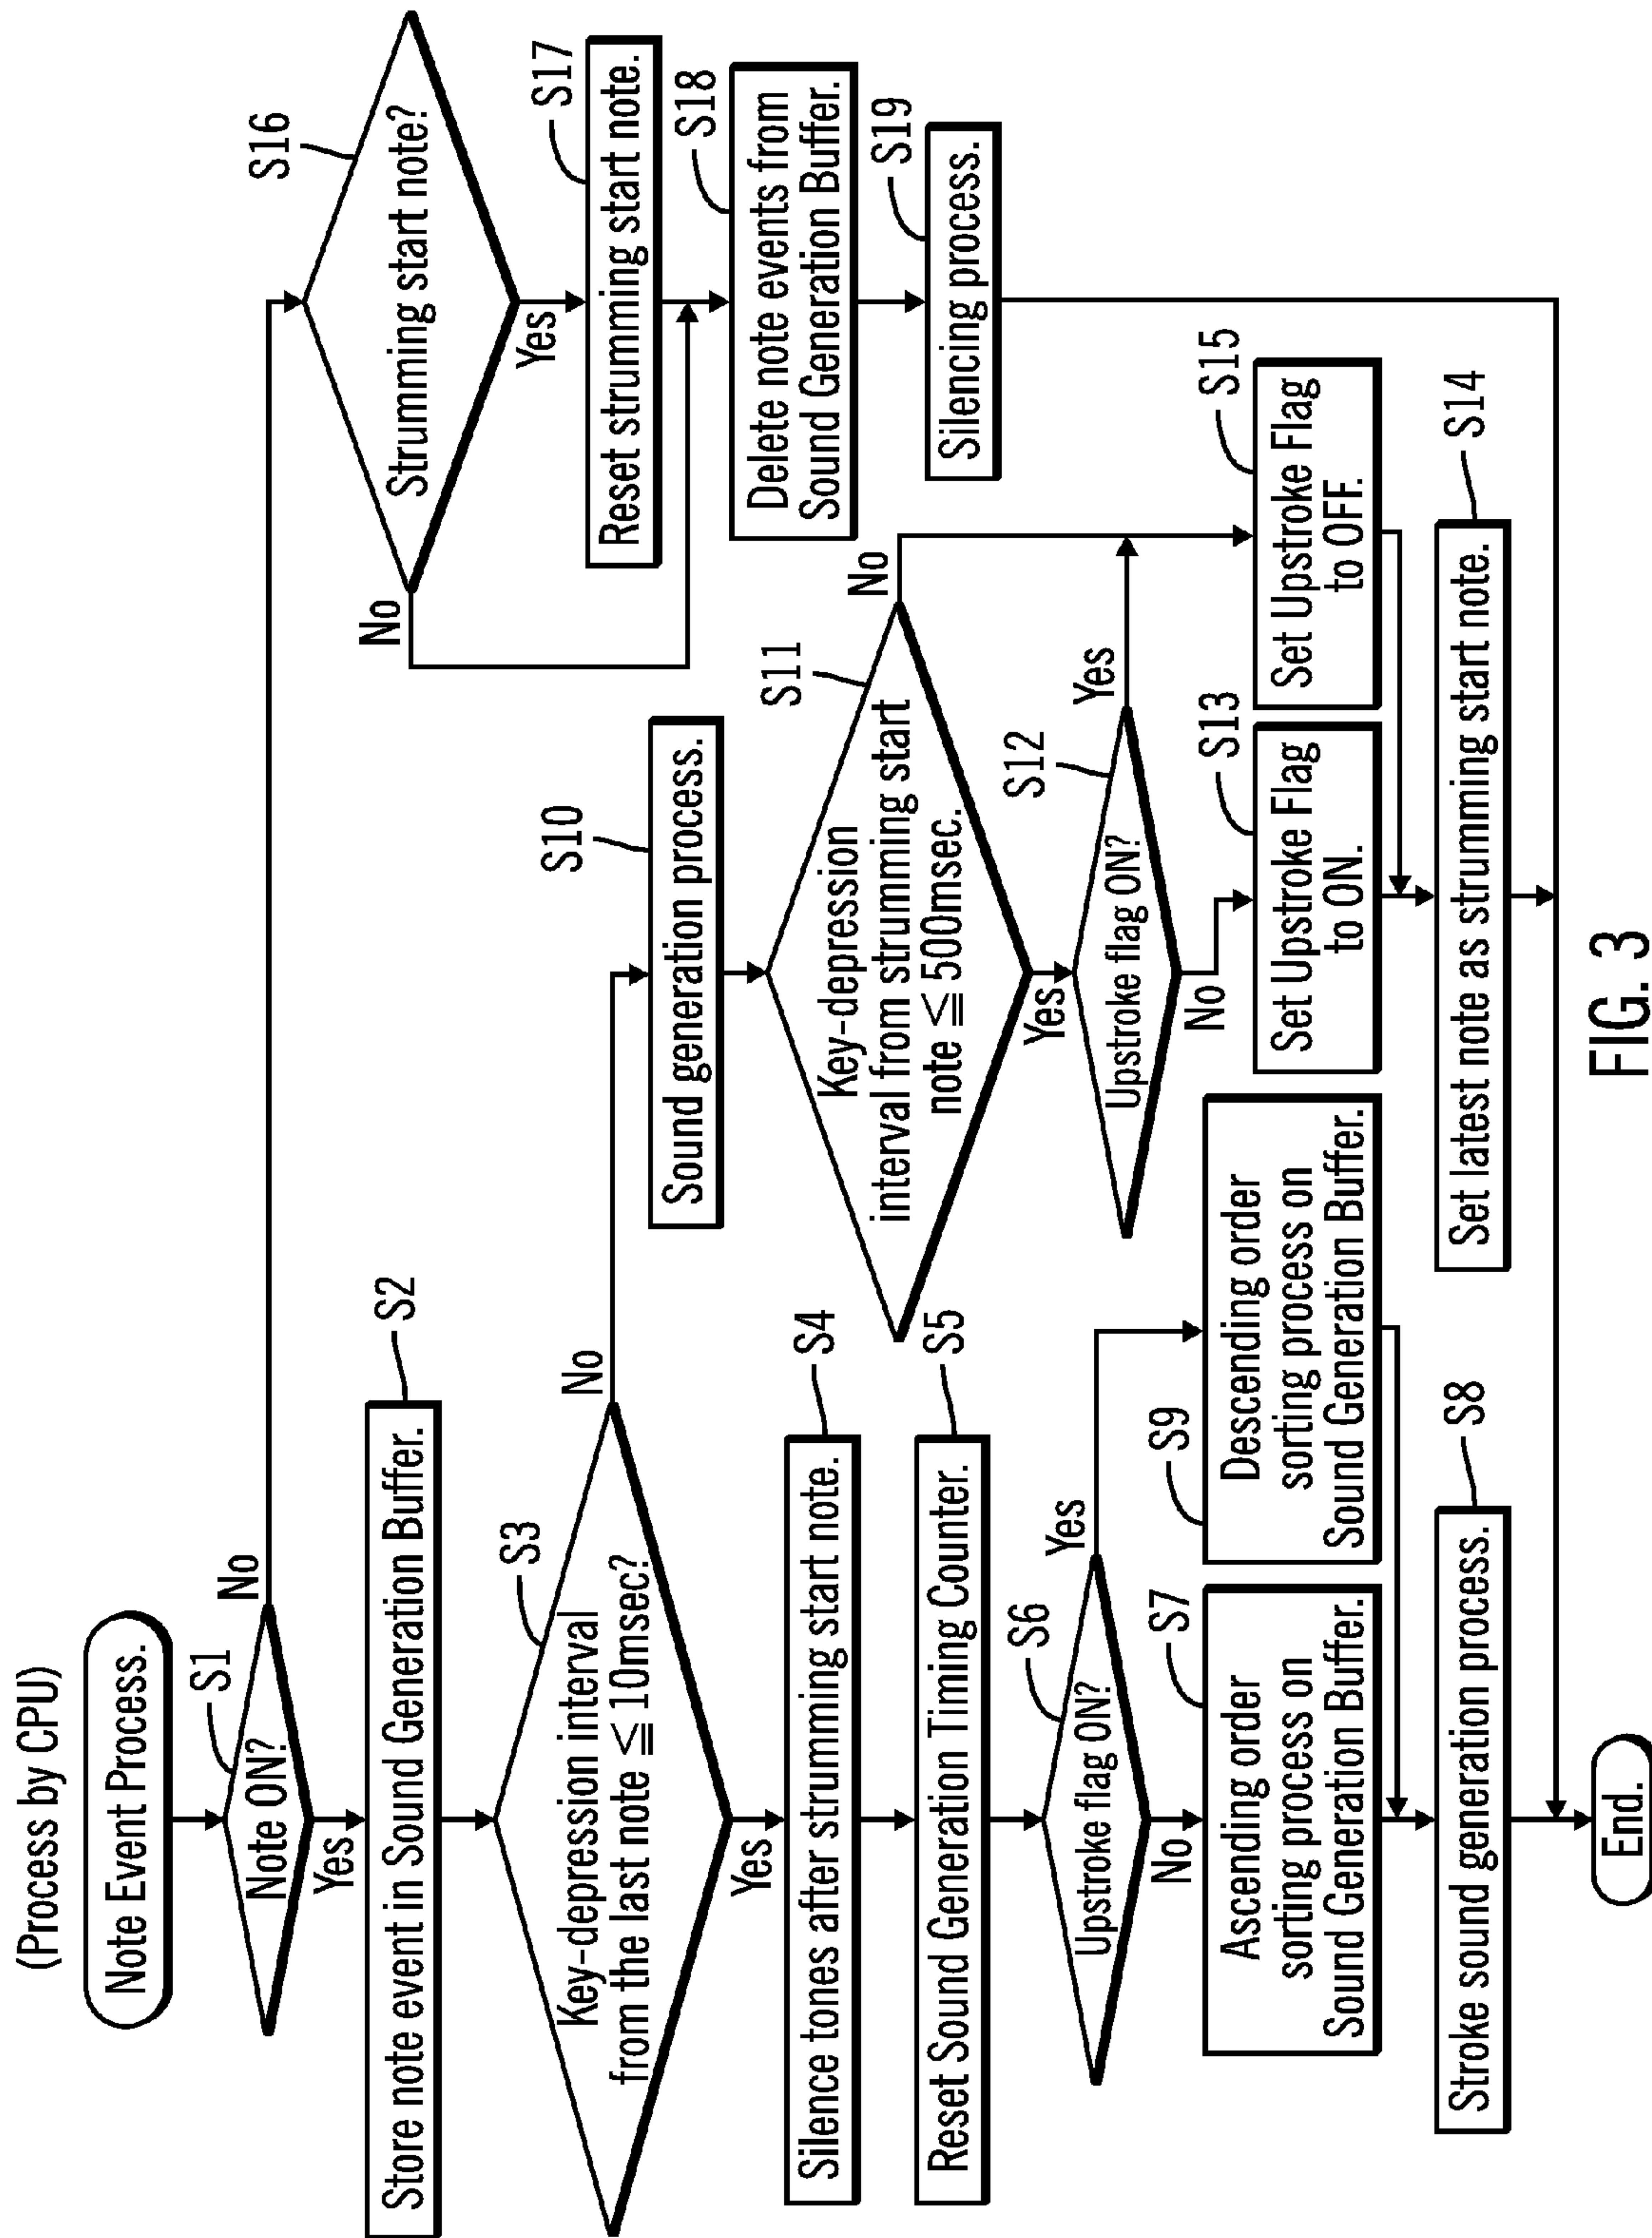 (Process by CPU)
Note Event Process.
S1
Note ON?
No
Yes
S2
Store note event in Sound Generation Buffer.
S3
Key-depression interval
from the last note ≦ 10msec?
No
Yes
S4
Silence tones after strumming start note.
S5
Reset Sound Generation Timing Counter.
S6
Upstroke flag ON?
Yes
No
S7
Ascending order
sorting process on
Sound Generation Buffer.
S9
Descending order
sorting process on
Sound Generation Buffer.
S8
Stroke sound generation process.
End.
S10
Sound generation process.
S11
Key-depression
interval from strumming start
note ≦ 500msec.
No
Yes
S12
Upstroke flag ON?
Yes
No
S13
Set Upstroke Flag
to ON.
S15
Set Upstroke Flag
to OFF.
S14
Set latest note as strumming start note.
S16
Strumming start note?
No
Yes
S17
Reset strumming start note.
S18
Delete note events from
Sound Generation Buffer.
S19
Silencing process.
FIG. 3